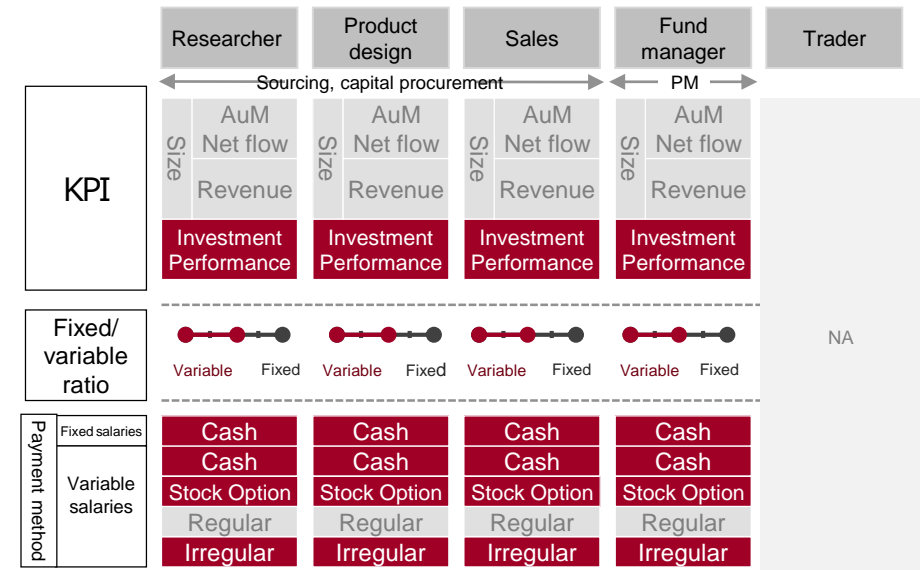 Researcher
Product
design
Sales
Fund
manager
Trader
Sourcing, capital procurement
PM
KPI
Size
AuM
Net flow
Revenue
Investment
Performance
Size
AuM
Net flow
Revenue
Investment
Performance
Size
AuM
Net flow
Revenue
Investment
Performance
Size
AuM
Net flow
Revenue
Investment
Performance
NA
Fixed/
variable
ratio
Variable Fixed
Variable Fixed
Variable Fixed
Variable Fixed
Payment method
Fixed salaries
Cash
Cash
Cash
Cash
Variable
salaries
Cash
Cash
Cash
Cash
Stock Option
Stock Option
Stock Option
Stock Option
Regular
Regular
Regular
Regular
Irregular
Irregular
Irregular
Irregular